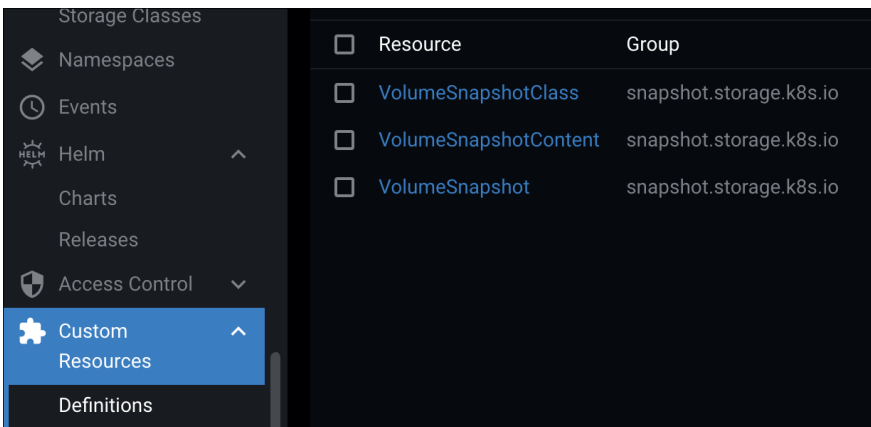 Storage Classes
Namespaces
Events
HELM Helm
Charts
Releases
Access Control
Custom
Resources
Definitions
Resource Group
VolumeSnapshotClass snapshot.storage.k8s.io
VolumeSnapshotContent snapshot.storage.k8s.io
VolumeSnapshot snapshot.storage.k8s.io